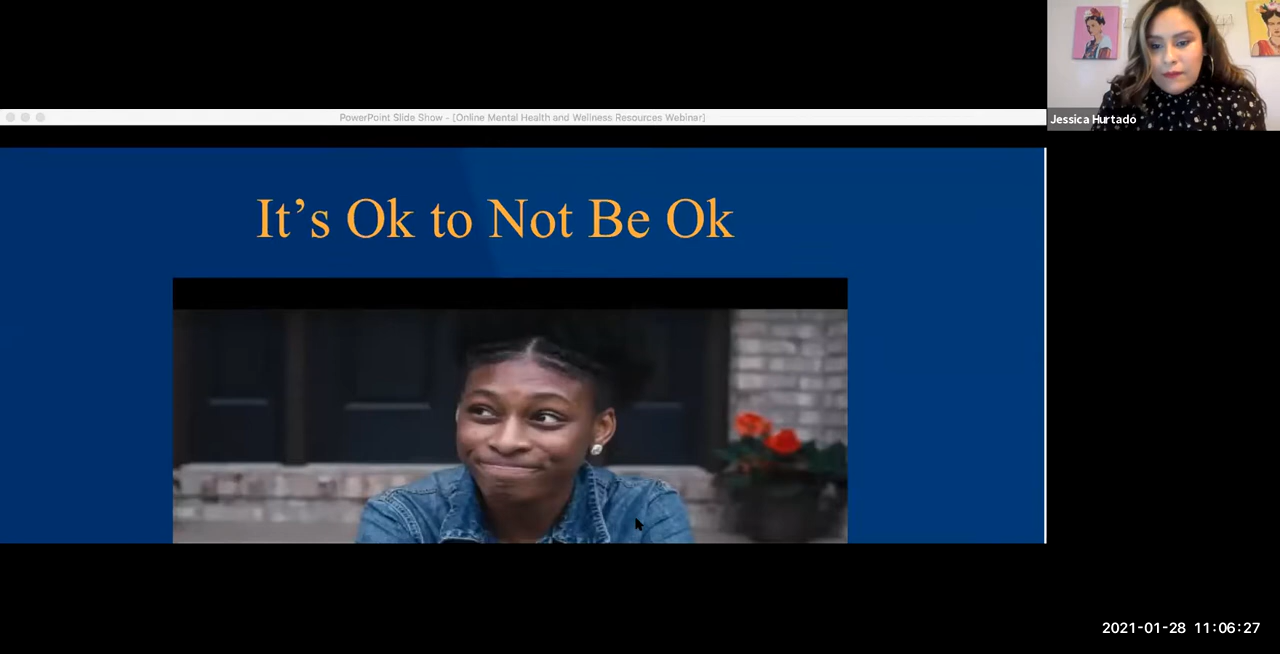 PowerPoint Slide Show - [Online Mental Health and Wellness Resources Webinar]
Jessica Hurtado
It's Ok to Not Be Ok
2021-01-28 11:06:27